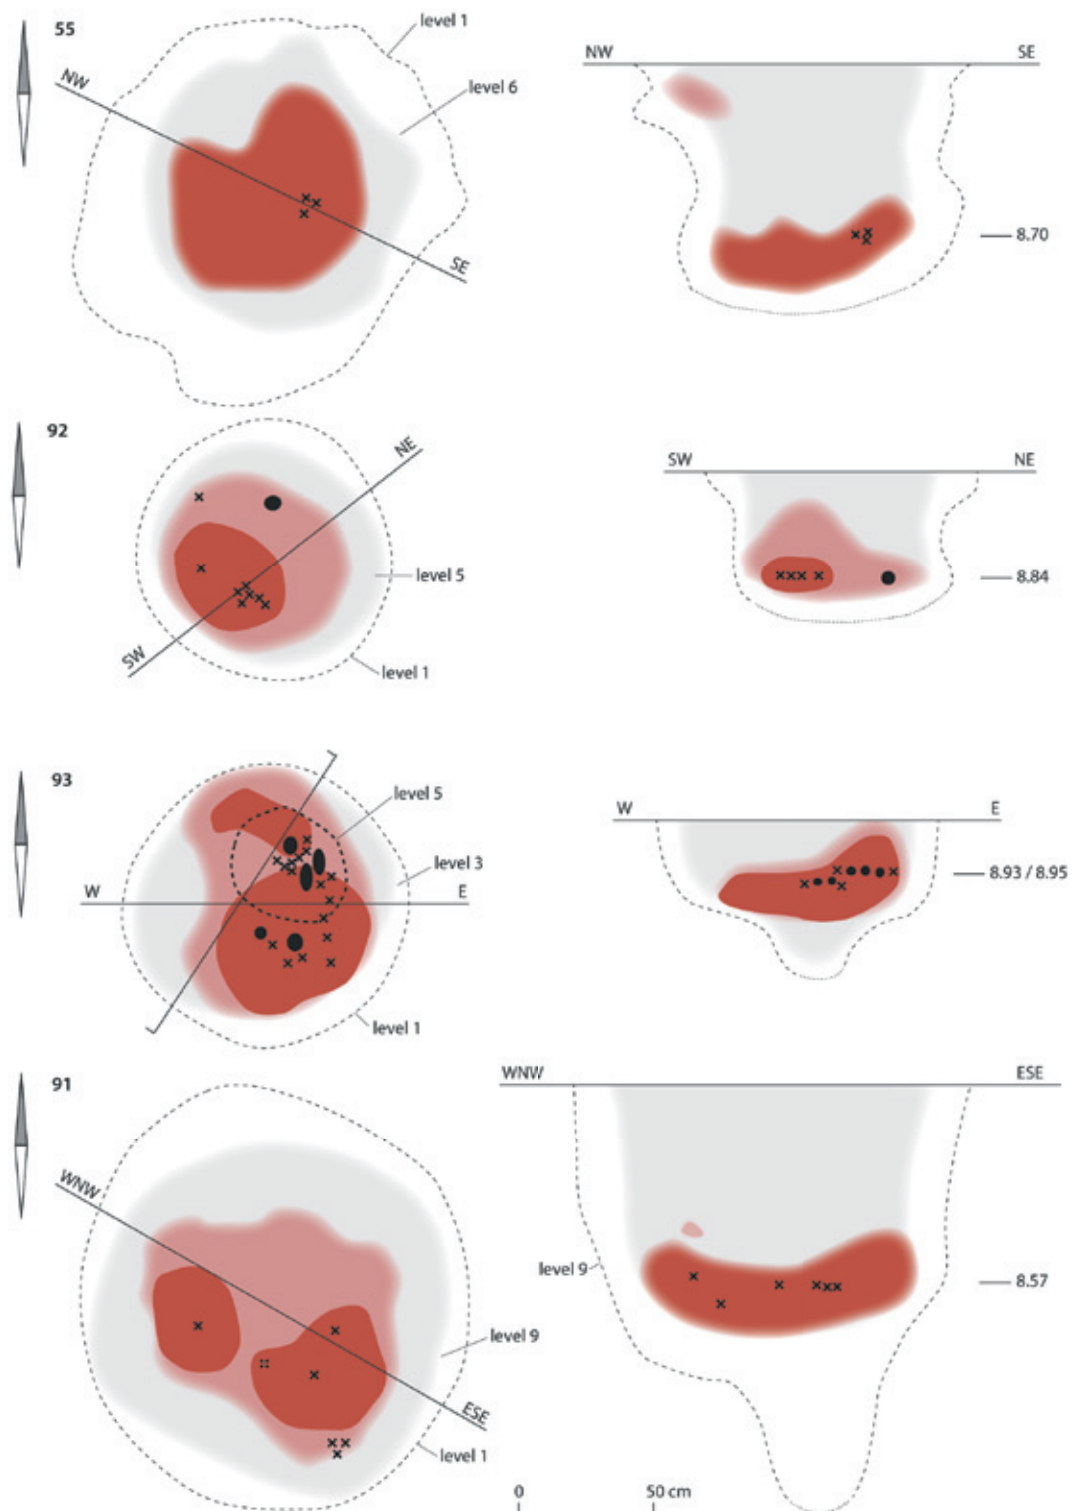 55
level 1
level 6
NW
SE
NW
SE
8.70
92
NE
SW
level 5
level 1
SW
NE
8.84
93
level 5
level 3
W
E
level 1
W
E
8.93 / 8.95
91
WNW
ESE
level 9
level 1
WNW
ESE
level 9
8.57
0
50 cm